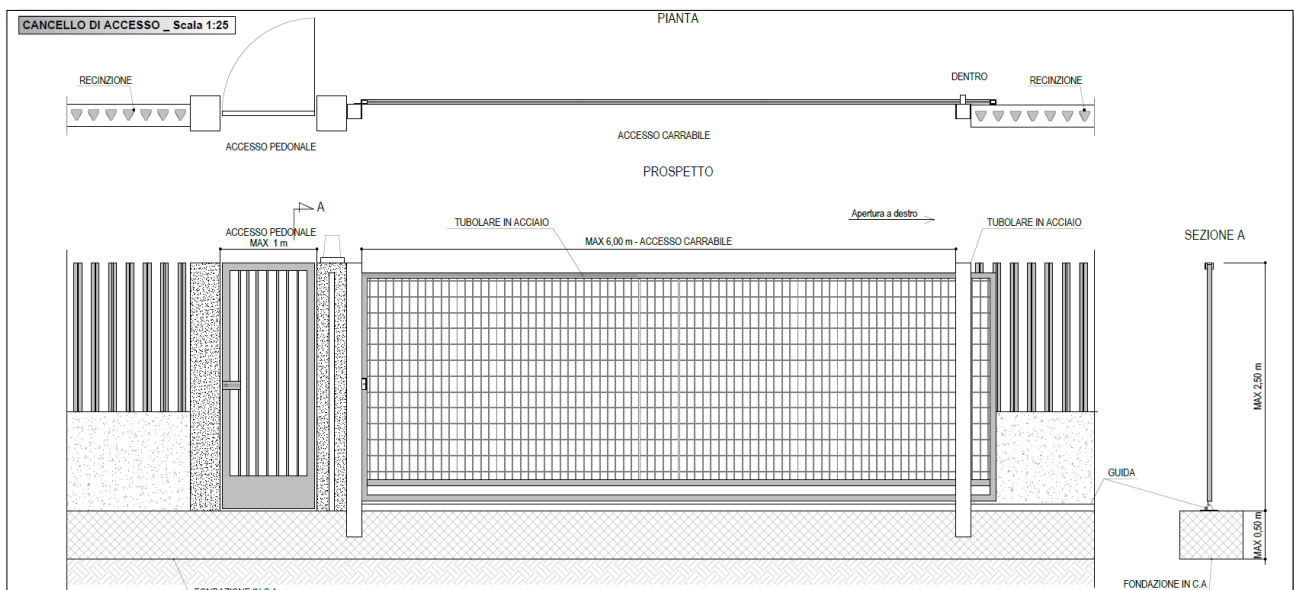 CANCELLO DI ACCESSO _ Scala 1:25
PIANTA
RECINZIONE
DENTRO
RECINZIONE
ACCESSO PEDONALE
ACCESSO CARRABILE
PROSPETTO
A
ACCESSO PEDONALE
MAX 1 m
TUBOLARE IN ACCIAIO
MAX 6,00 m - ACCESSO CARRABILE
Apertura a destro
TUBOLARE IN ACCIAIO
SEZIONE A
MAX 2,50 m
GUIDA
MAX 0,50 m
FONDAZIONE IN C.A
FONDAZIONE IN C.A